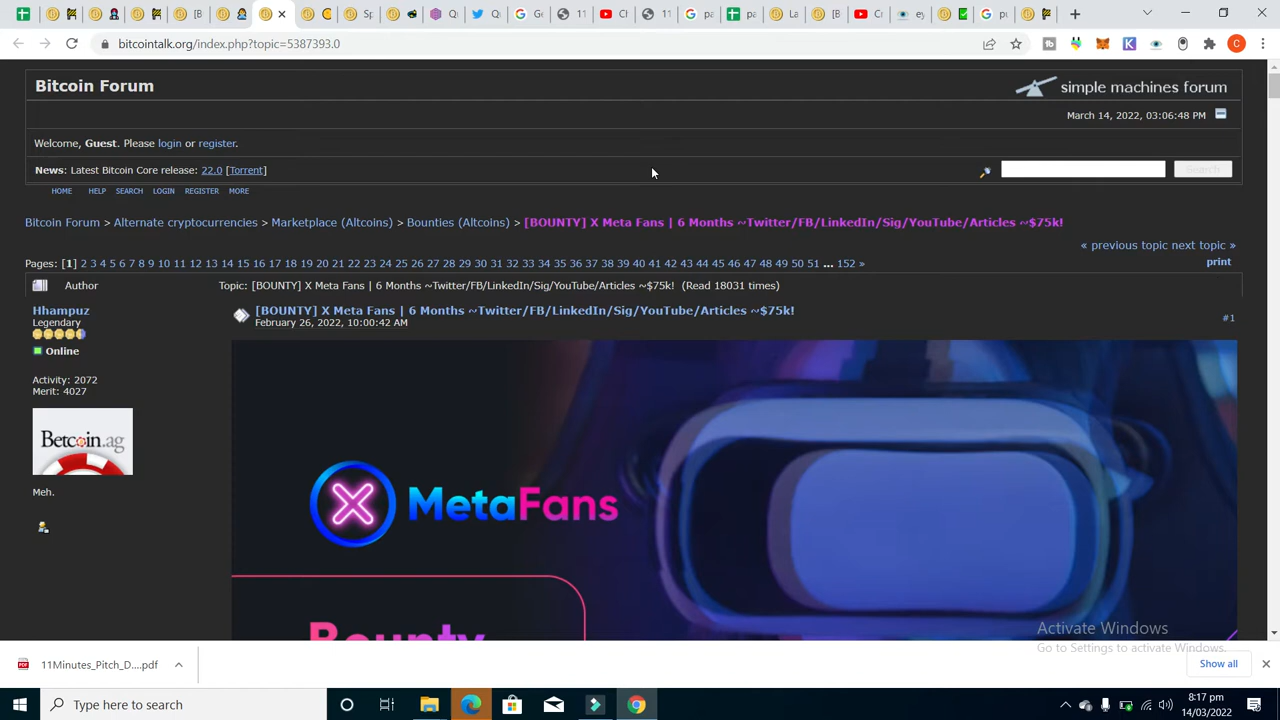 bitcointalk.org/index.php?topic=5387393.0
Bitcoin Forum
simple machines forum
March 14, 2022, 03:06:48 PM
Welcome, Guest. Please login or register.
News: Latest Bitcoin Core release: 22.0 [Torrent]
Search
HOME HELP SEARCH LOGIN REGISTER MORE
Bitcoin Forum > Alternate cryptocurrencies > Marketplace (Altcoins) > Bounties (Altcoins) > [BOUNTY] X Meta Fans | 6 Months ~Twitter/FB/LinkedIn/Sig/YouTube/Articles ~$75k!
« previous topic next topic »
Pages: [1] 2 3 4 5 6 7 8 9 10 11 12 13 14 15 16 17 18 19 20 21 22 23 24 25 26 27 28 29 30 31 32 33 34 35 36 37 38 39 40 41 42 43 44 45 46 47 48 49 50 51 ... 152 »
print
Author
Topic: [BOUNTY] X Meta Fans | 6 Months ~Twitter/FB/LinkedIn/Sig/YouTube/Articles ~$75k! (Read 18031 times)
Hhampuz
Legendary
Online
Activity: 2072
Merit: 4027
Betcoin.ag
Meh.
[BOUNTY] X Meta Fans | 6 Months ~Twitter/FB/LinkedIn/Sig/YouTube/Articles ~$75k!
February 26, 2022, 10:00:42 AM
#1
MetaFans
Bounty
Activate Windows
Go to Settings to activate Windows.
11Minutes_Pitch_D....pdf
Show all
Type here to search
8:17 pm
14/03/2022